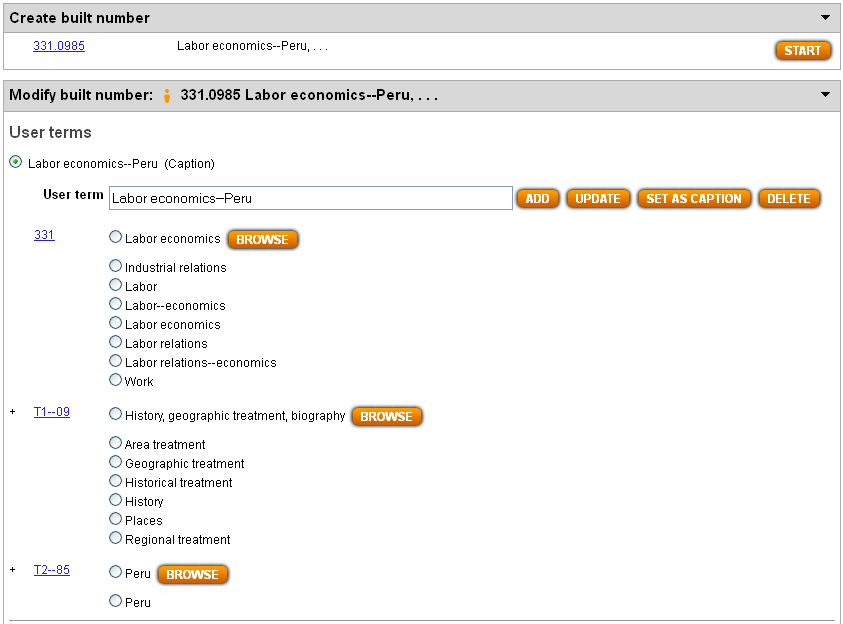 Create built number
331.0985 Labor economics--Peru, . . .
START
Modify built number: 331.0985 Labor economics--Peru, . . .
User terms
Labor economics--Peru (Caption)
User term Labor economics--Peru ADD UPDATE SET AS CAPTION DELETE
331 Labor economics BROWSE
Industrial relations
Labor
Labor--economics
Labor economics
Labor relations
Labor relations--economics
Work
+ T1--09 History, geographic treatment, biography BROWSE
Area treatment
Geographic treatment
Historical treatment
History
Places
Regional treatment
+ T2--85 Peru BROWSE
Peru